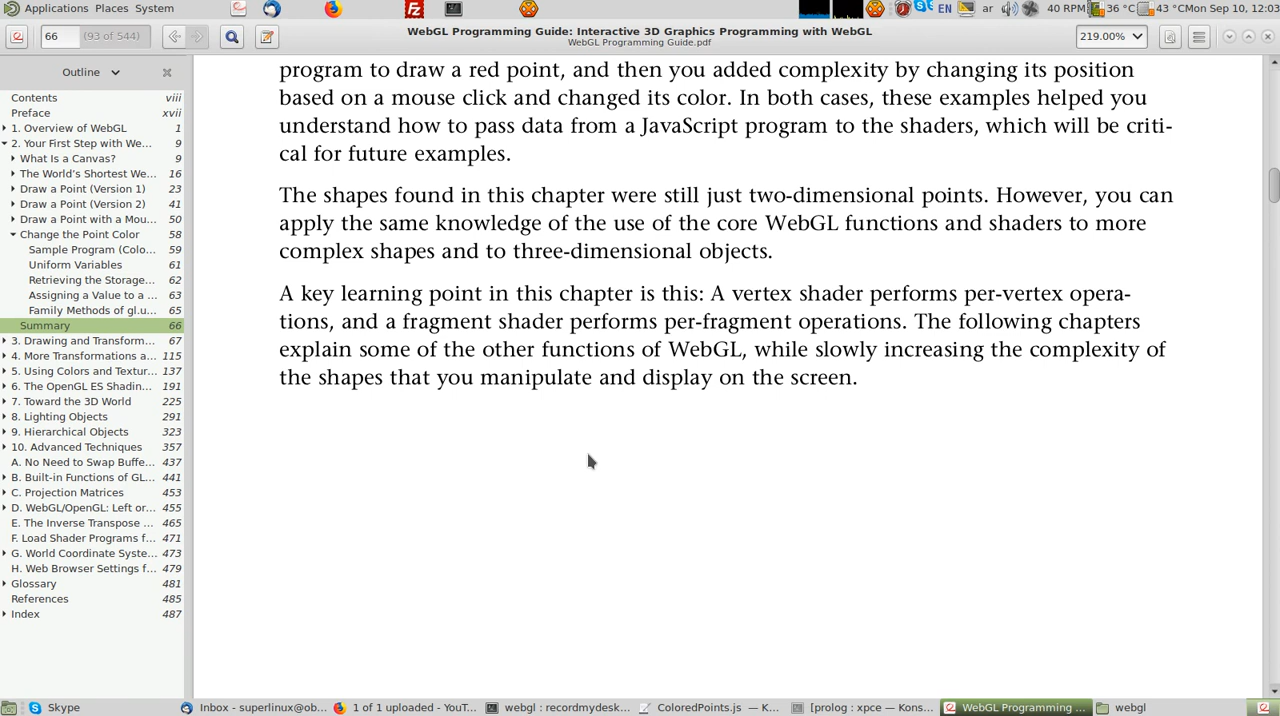 Applications Places System
EN
ar
40 RPM
36 °C
43 °C
Mon Sep 10, 12:03
66
(93 of 544)
WebGL Programming Guide: Interactive 3D Graphics Programming with WebGL
WebGL Programming Guide.pdf
219.00%
Outline
Contents viii
Preface xvii
1. Overview of WebGL 1
2. Your First Step with We... 9
What Is a Canvas? 9
The World's Shortest We... 16
Draw a Point (Version 1) 23
Draw a Point (Version 2) 41
Draw a Point with a Mou... 50
Change the Point Color 58
Sample Program (Colo... 59
Uniform Variables 61
Retrieving the Storage... 62
Assigning a Value to a ... 63
Family Methods of gl.u... 65
Summary 66
3. Drawing and Transform... 67
4. More Transformations a... 115
5. Using Colors and Textur... 137
6. The OpenGL ES Shadin... 191
7. Toward the 3D World 225
8. Lighting Objects 291
9. Hierarchical Objects 323
10. Advanced Techniques 357
A. No Need to Swap Buffe... 437
B. Built-in Functions of GL... 441
C. Projection Matrices 453
D. WebGL/OpenGL: Left or... 455
E. The Inverse Transpose ... 465
F. Load Shader Programs f... 471
G. World Coordinate Syste... 473
H. Web Browser Settings f... 479
Glossary 481
References 485
Index 487
program to draw a red point, and then you added complexity by changing its position
based on a mouse click and changed its color. In both cases, these examples helped you
understand how to pass data from a JavaScript program to the shaders, which will be criti-
cal for future examples.
The shapes found in this chapter were still just two-dimensional points. However, you can
apply the same knowledge of the use of the core WebGL functions and shaders to more
complex shapes and to three-dimensional objects.
A key learning point in this chapter is this: A vertex shader performs per-vertex opera-
tions, and a fragment shader performs per-fragment operations. The following chapters
explain some of the other functions of WebGL, while slowly increasing the complexity of
the shapes that you manipulate and display on the screen.
Skype
Inbox - superlinux@ob...
1 of 1 uploaded - YouT...
webgl : recordmydesk...
ColoredPoints.js — K...
[prolog : xpce — Kons...
WebGL Programming ...
webgl